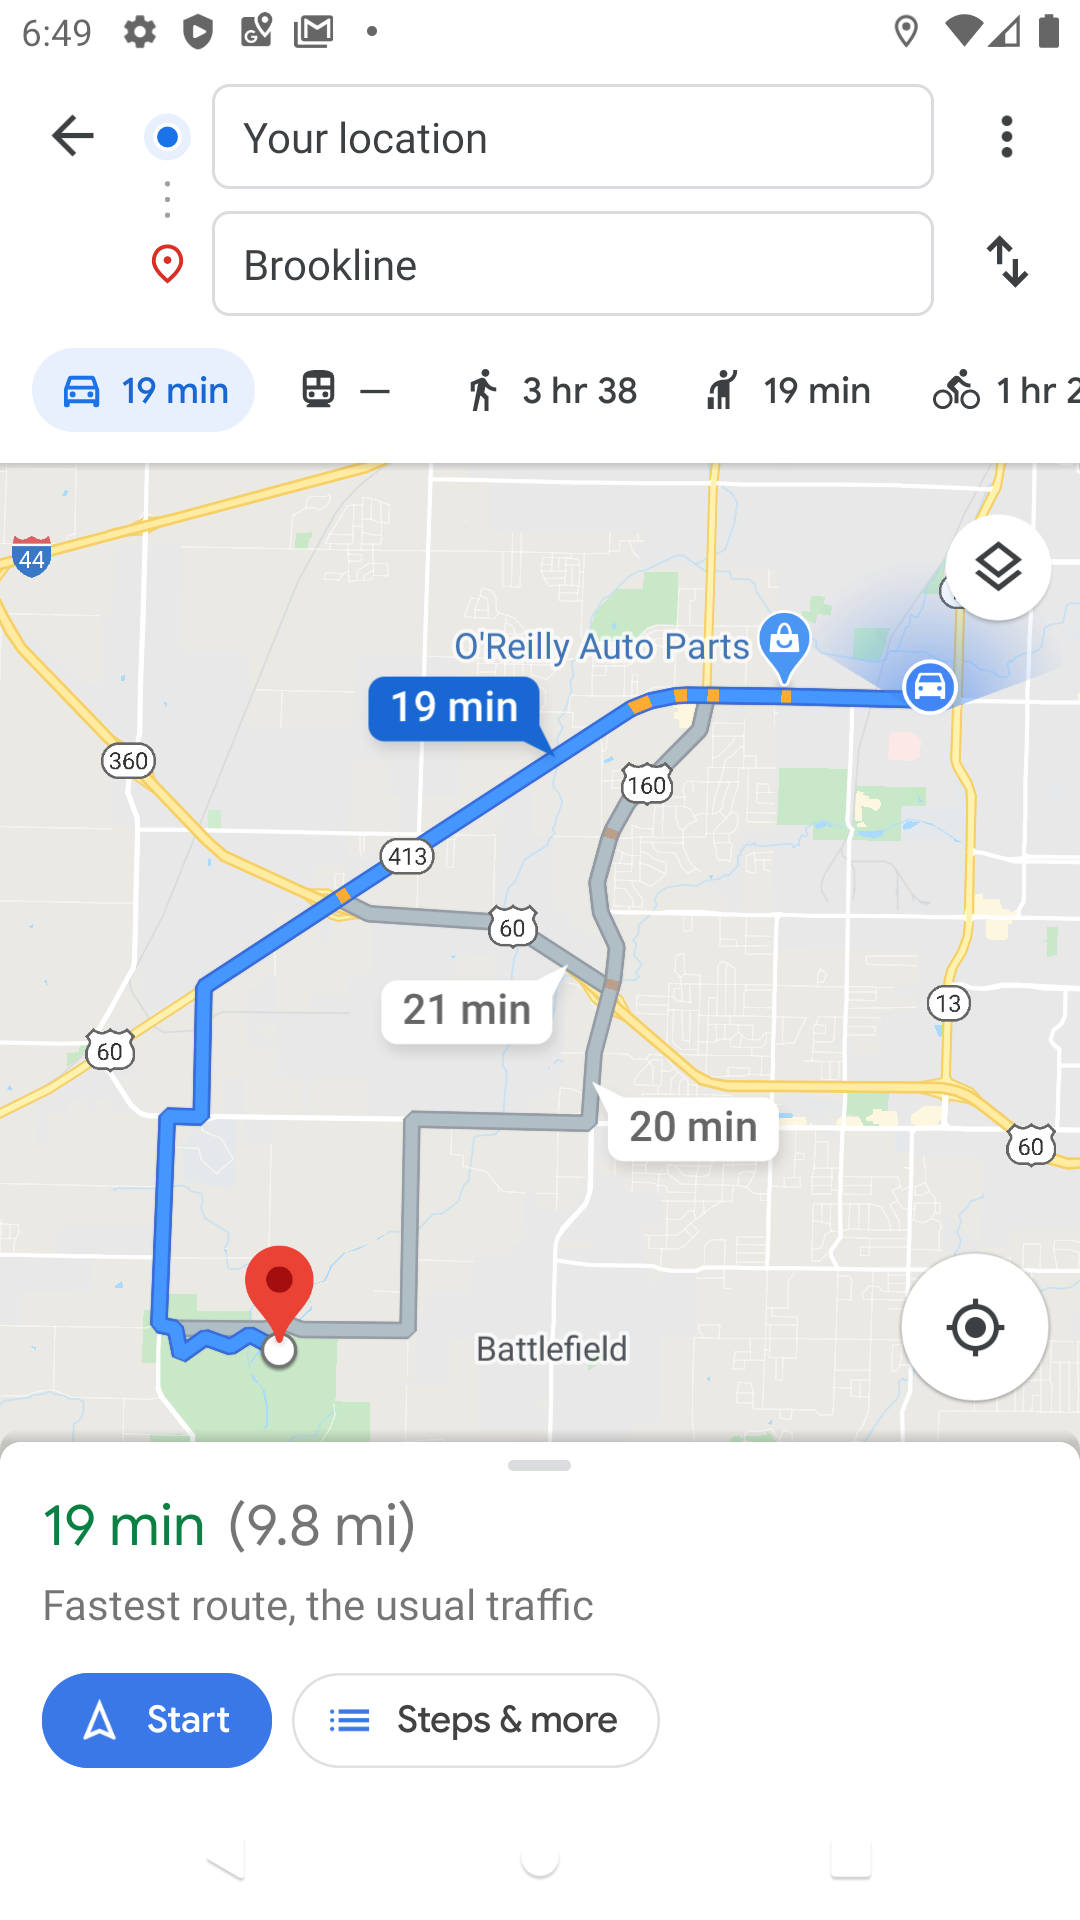 6:49
Your location
Brookline
19 min
—
3 hr 38
19 min
1 hr 2
44
O'Reilly Auto Parts
19 min
360
160
413
60
21 min
13
60
20 min
60
Battlefield
19 min (9.8 mi)
Fastest route, the usual traffic
Start
Steps & more